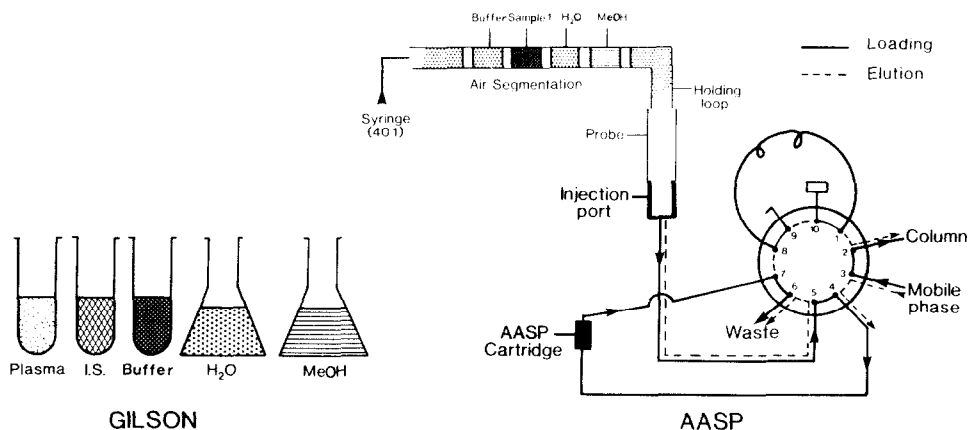 Buffer Sample 1 H₂O MeOH
Air Segmentation
Syringe
(401)
Holding
loop
Probe
Injection
port
Loading
Elution
10
1
2
3
4
5
6
7
8
9
Column
Mobile
phase
Waste
AASP
Cartridge
Plasma I.S. Buffer H₂O MeOH
GILSON
AASP